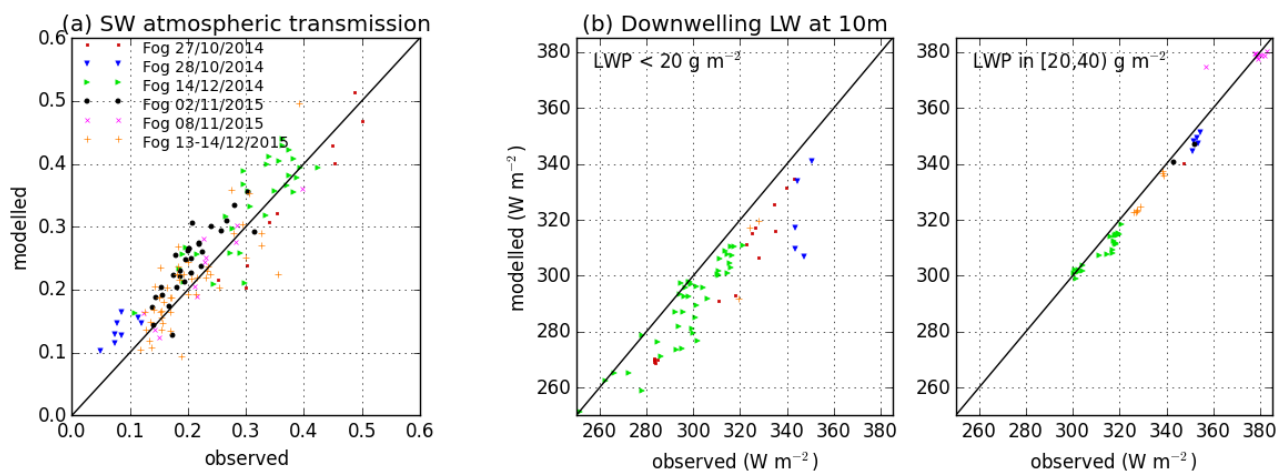 (a) SW atmospheric transmission
0.6
0.5
0.4
0.3
0.2
0.1
0.0
modelled
Fog 27/10/2014
Fog 28/10/2014
Fog 14/12/2014
Fog 02/11/2015
Fog 08/11/2015
Fog 13-14/12/2015
0.0 0.1 0.2 0.3 0.4 0.5 0.6
observed
(b) Downwelling LW at 10m
LWP < 20 g m⁻²
380
360
340
320
300
280
260
modelled (W m⁻²)
260 280 300 320 340 360 380
observed (W m⁻²)
LWP in [20,40) g m⁻²
380
360
340
320
300
280
260
260 280 300 320 340 360 380
observed (W m⁻²)